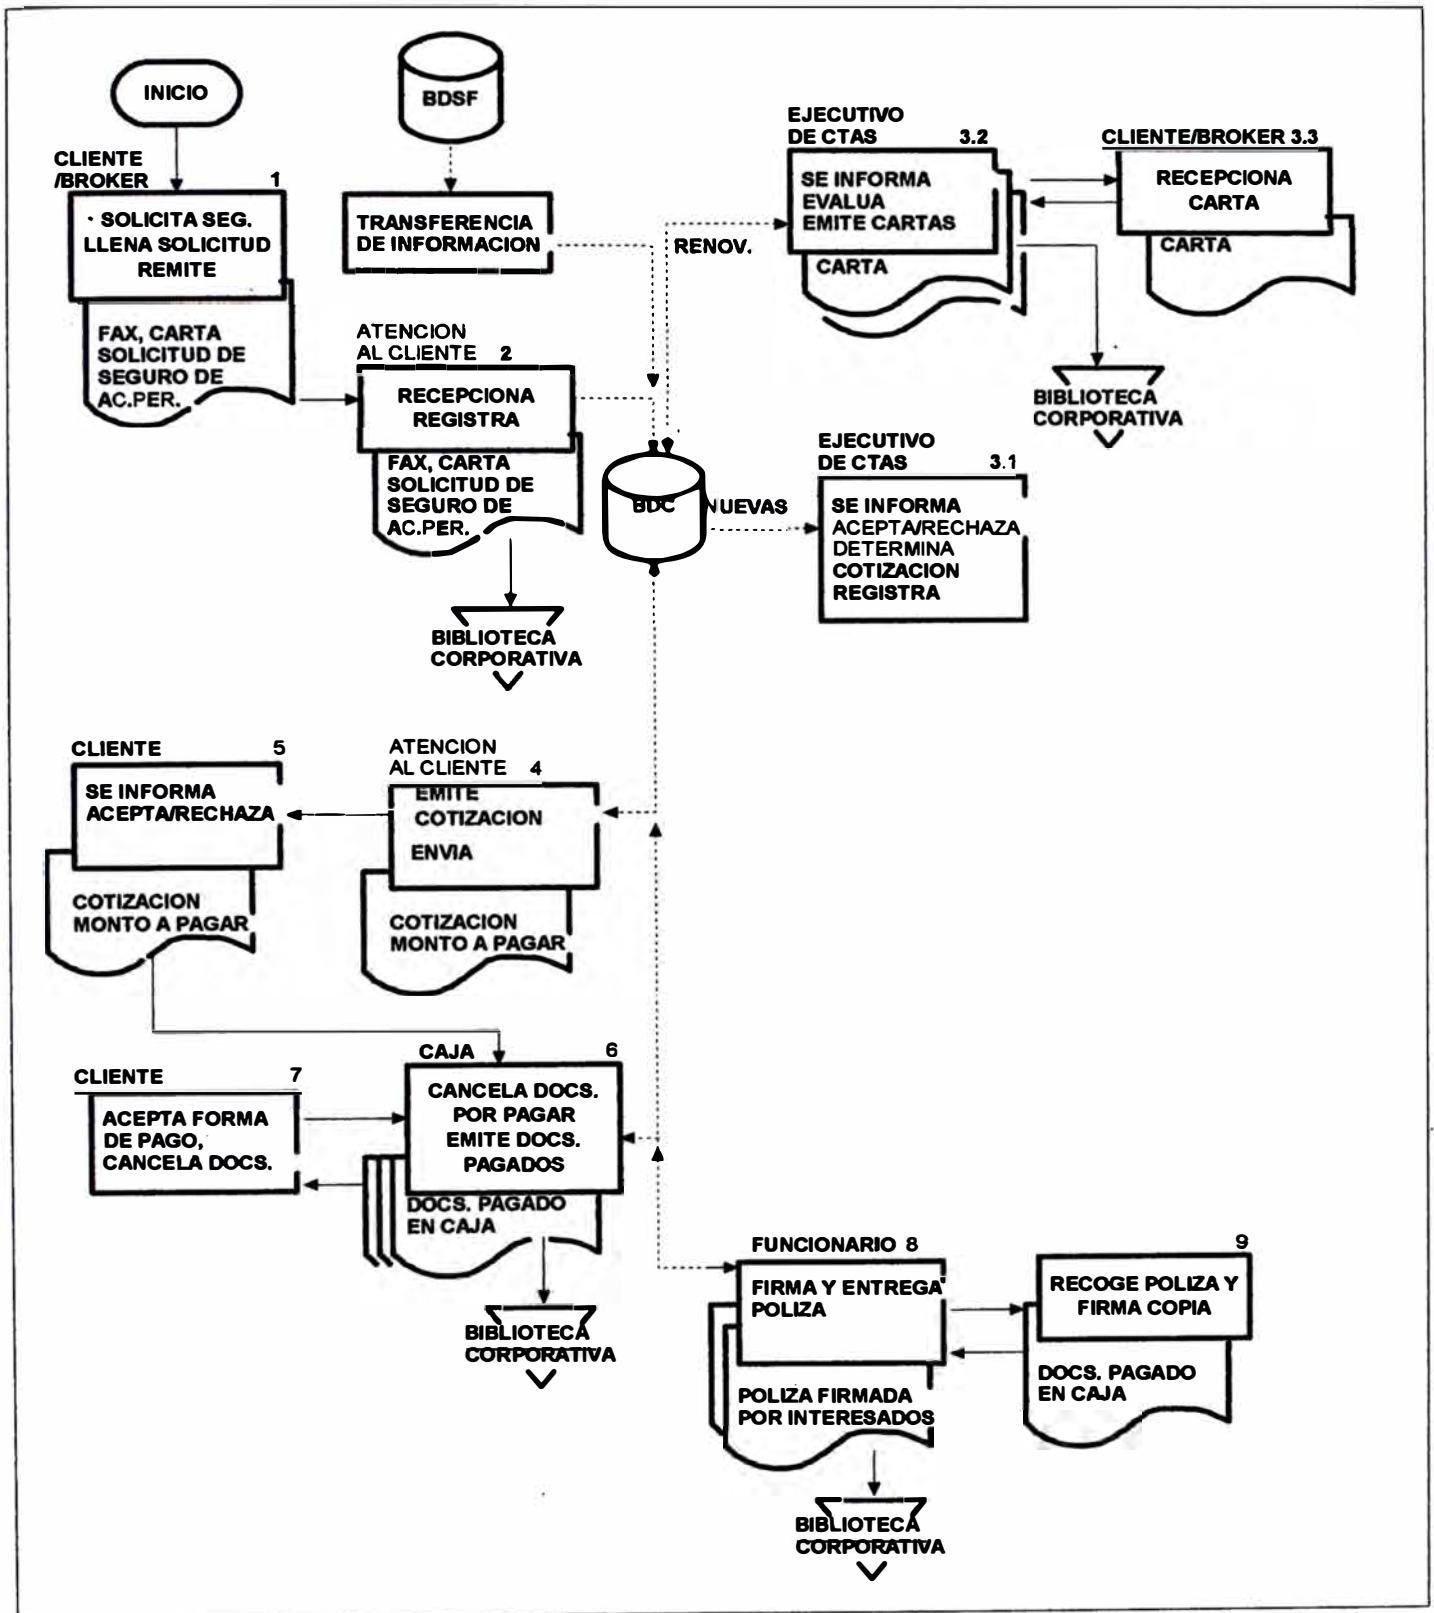 INICIO
BDSF
CLIENTE
/BROKER 1
· SOLICITA SEG.
LLENA SOLICITUD
REMITE
FAX, CARTA
SOLICITUD DE
SEGURO DE
AC.PER.
TRANSFERENCIA
DE INFORMACION
RENOV.
EJECUTIVO
DE CTAS 3.2
SE INFORMA
EVALUA
EMITE CARTAS
CARTA
CLIENTE/BROKER 3.3
RECEPCIONA
CARTA
CARTA
BIBLIOTECA
CORPORATIVA
ATENCION
AL CLIENTE 2
RECEPCIONA
REGISTRA
FAX, CARTA
SOLICITUD DE
SEGURO DE
AC.PER.
BIBLIOTECA
CORPORATIVA
BDC
NUEVAS
EJECUTIVO
DE CTAS 3.1
SE INFORMA
ACEPTA/RECHAZA
DETERMINA
COTIZACION
REGISTRA
CLIENTE 5
SE INFORMA
ACEPTA/RECHAZA
COTIZACION
MONTO A PAGAR
ATENCION
AL CLIENTE 4
EMITE
COTIZACION
ENVIA
COTIZACION
MONTO A PAGAR
CAJA 6
CANCELA DOCS.
POR PAGAR
EMITE DOCS.
PAGADOS
DOCS. PAGADO
EN CAJA
CLIENTE 7
ACEPTA FORMA
DE PAGO,
CANCELA DOCS.
BIBLIOTECA
CORPORATIVA
FUNCIONARIO 8
FIRMA Y ENTREGA
POLIZA
POLIZA FIRMADA
POR INTERESADOS
9
RECOGE POLIZA Y
FIRMA COPIA
DOCS. PAGADO
EN CAJA
BIBLIOTECA
CORPORATIVA